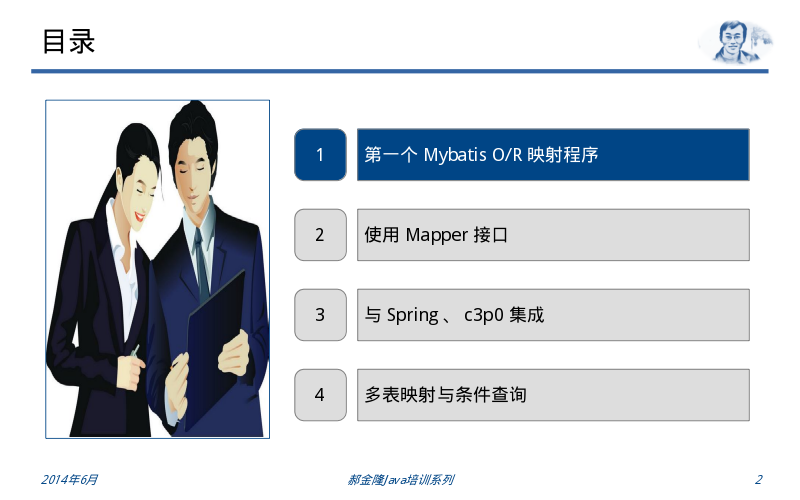 目录
1
第一个 Mybatis O/R 映射程序
2
使用 Mapper 接口
3
与 Spring 、 c3p0 集成
4
多表映射与条件查询
2014年6月
郝金隆Java培训系列
2